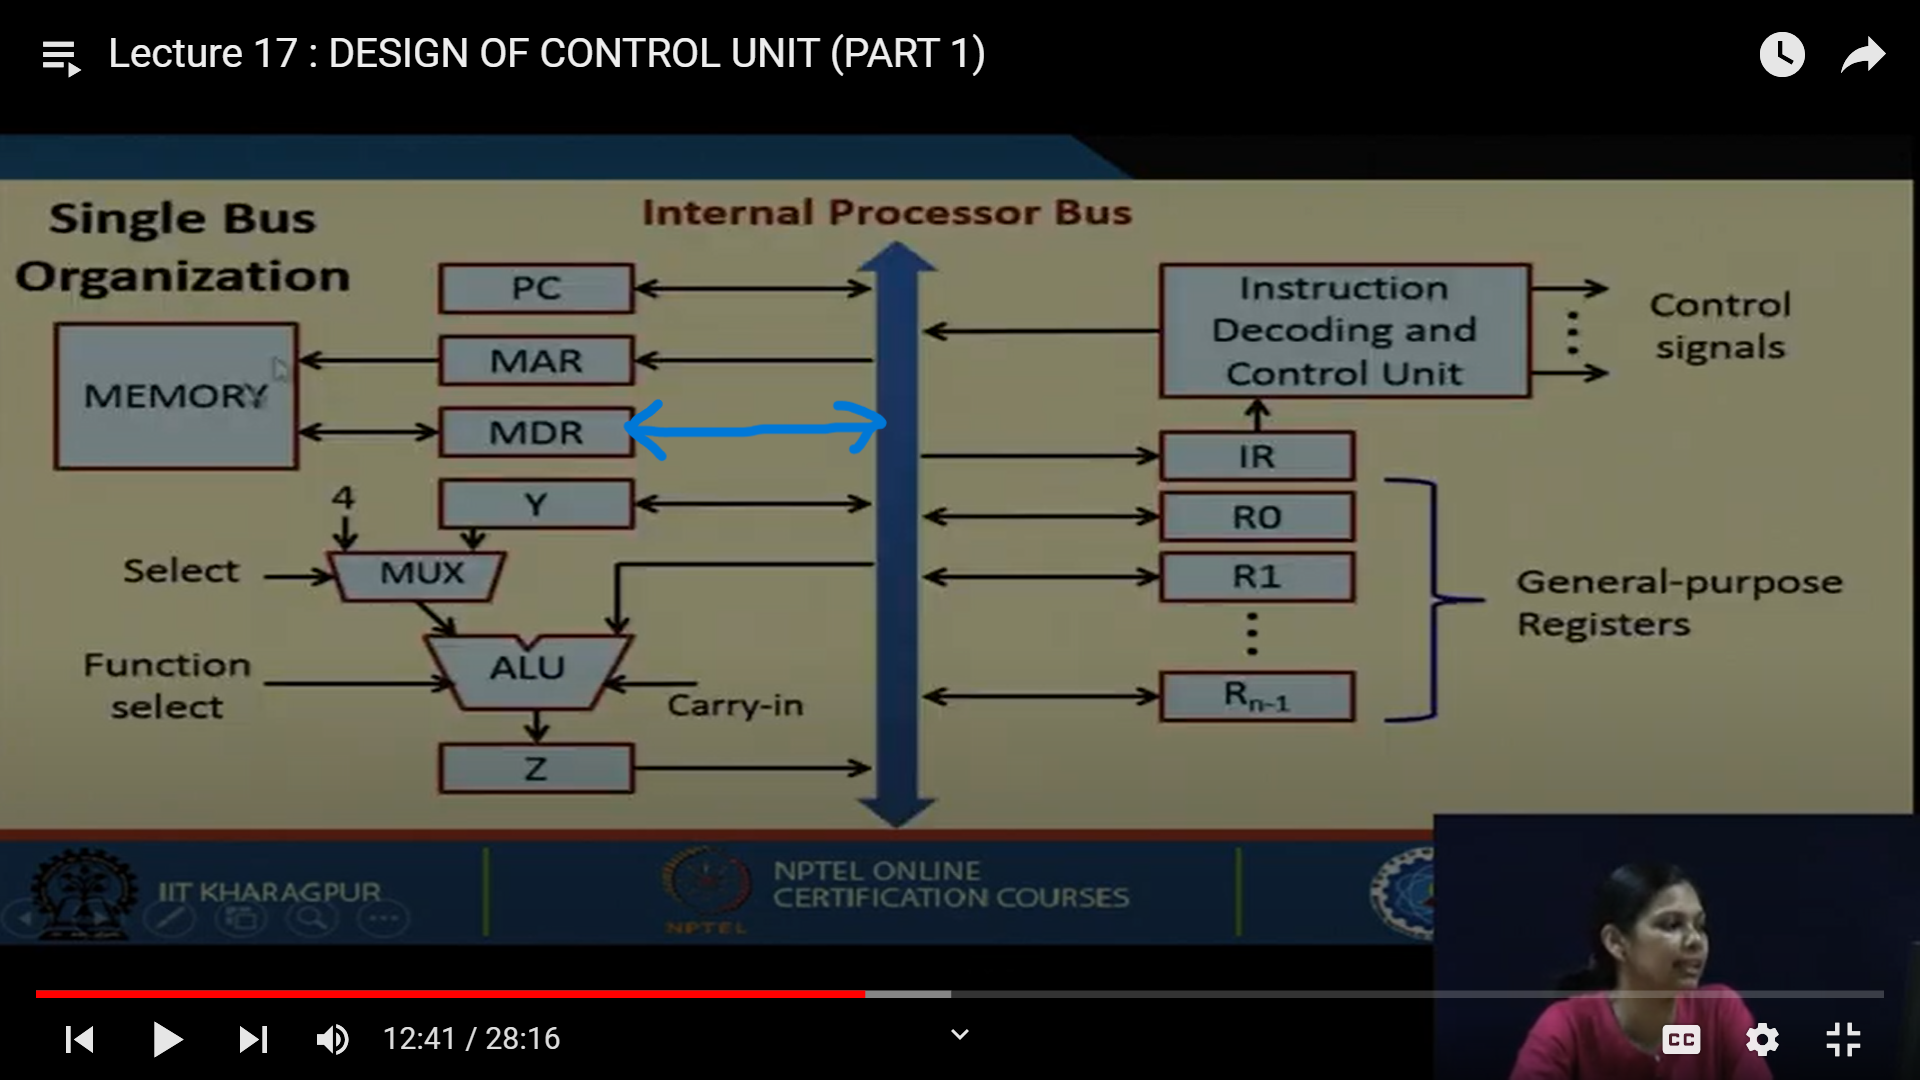 Lecture 17 : DESIGN OF CONTROL UNIT (PART 1)
Single Bus
Organization
Internal Processor Bus
PC
MAR
MEMORY
MDR
Y
4
Select
MUX
Function
select
ALU
Carry-in
Z
Instruction
Decoding and
Control Unit
Control
signals
IR
R0
R1
Rn-1
General-purpose
Registers
IIT KHARAGPUR
NPTEL
NPTEL ONLINE
CERTIFICATION COURSES
12:41 / 28:16
CC